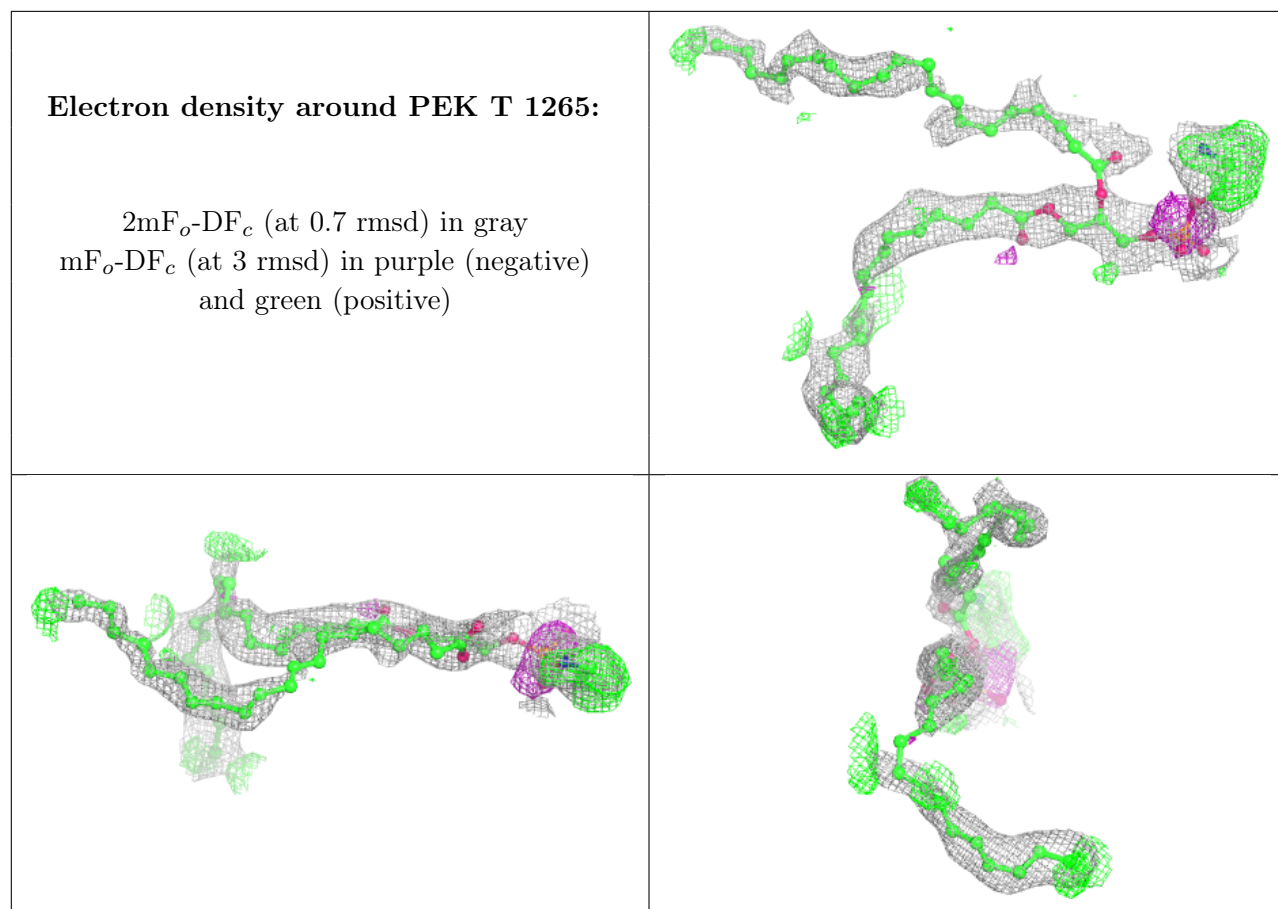 Electron density around PEK T 1265:
2mFₒ-DF𝒸 (at 0.7 rmsd) in gray
mFₒ-DF𝒸 (at 3 rmsd) in purple (negative)
and green (positive)